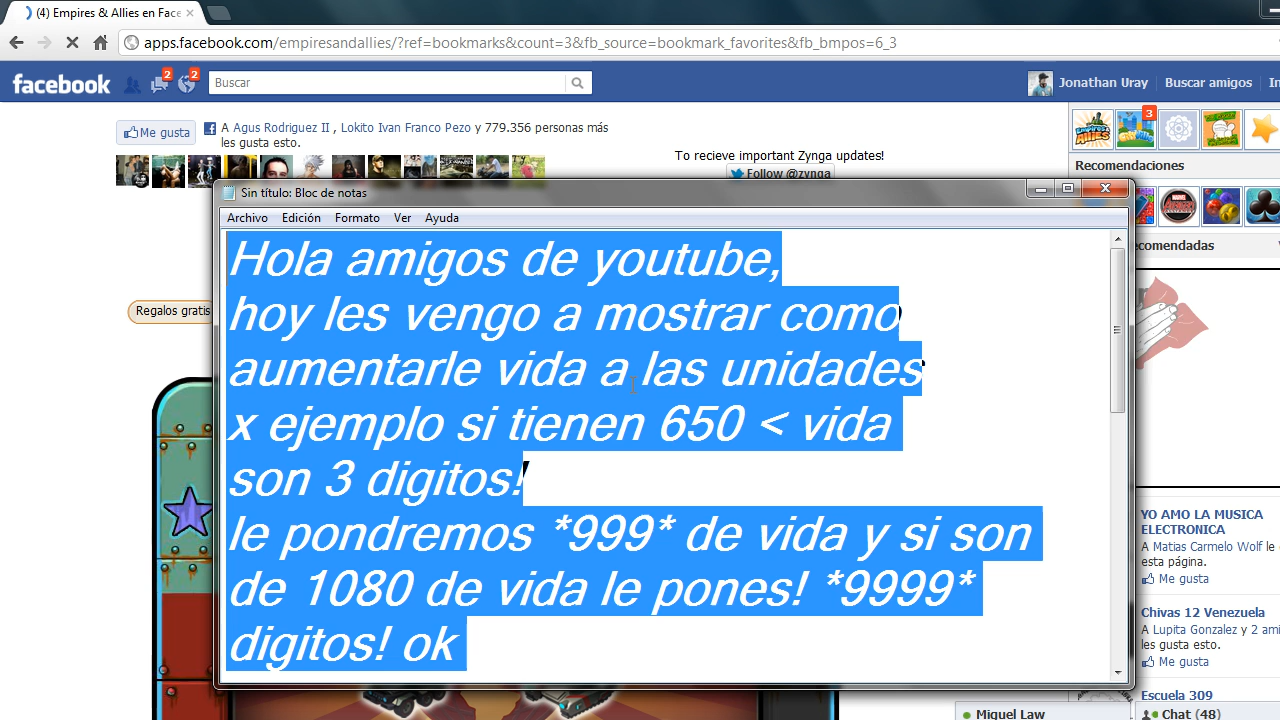 (4) Empires & Allies en Face
apps.facebook.com/empiresandallies/?ref=bookmarks&count=3&fb_source=bookmark_favorites&fb_bmpos=6_3
facebook
2
2
Buscar
Jonathan Uray
Buscar amigos
Me gusta
A Agus Rodriguez II , Lokito Ivan Franco Pezo y 779.356 personas más
les gusta esto.
To recieve important Zynga updates!
Follow @zynga
3
Recomendaciones
Sin título: Bloc de notas
Archivo Edición Formato Ver Ayuda
Hola amigos de youtube,
hoy les vengo a mostrar como
aumentarle vida a las unidades
x ejemplo si tienen 650 < vida
son 3 digitos!
le pondremos *999* de vida y si son
de 1080 de vida le pones! *9999*
digitos! ok
Regalos gratis
YO AMO LA MUSICA
ELECTRONICA
A Matias Carmelo Wolf le
esta página.
Me gusta
Chivas 12 Venezuela
A Lupita Gonzalez y 2 ami
les gusta esto.
Me gusta
Escuela 309
Miguel Law
Chat (48)